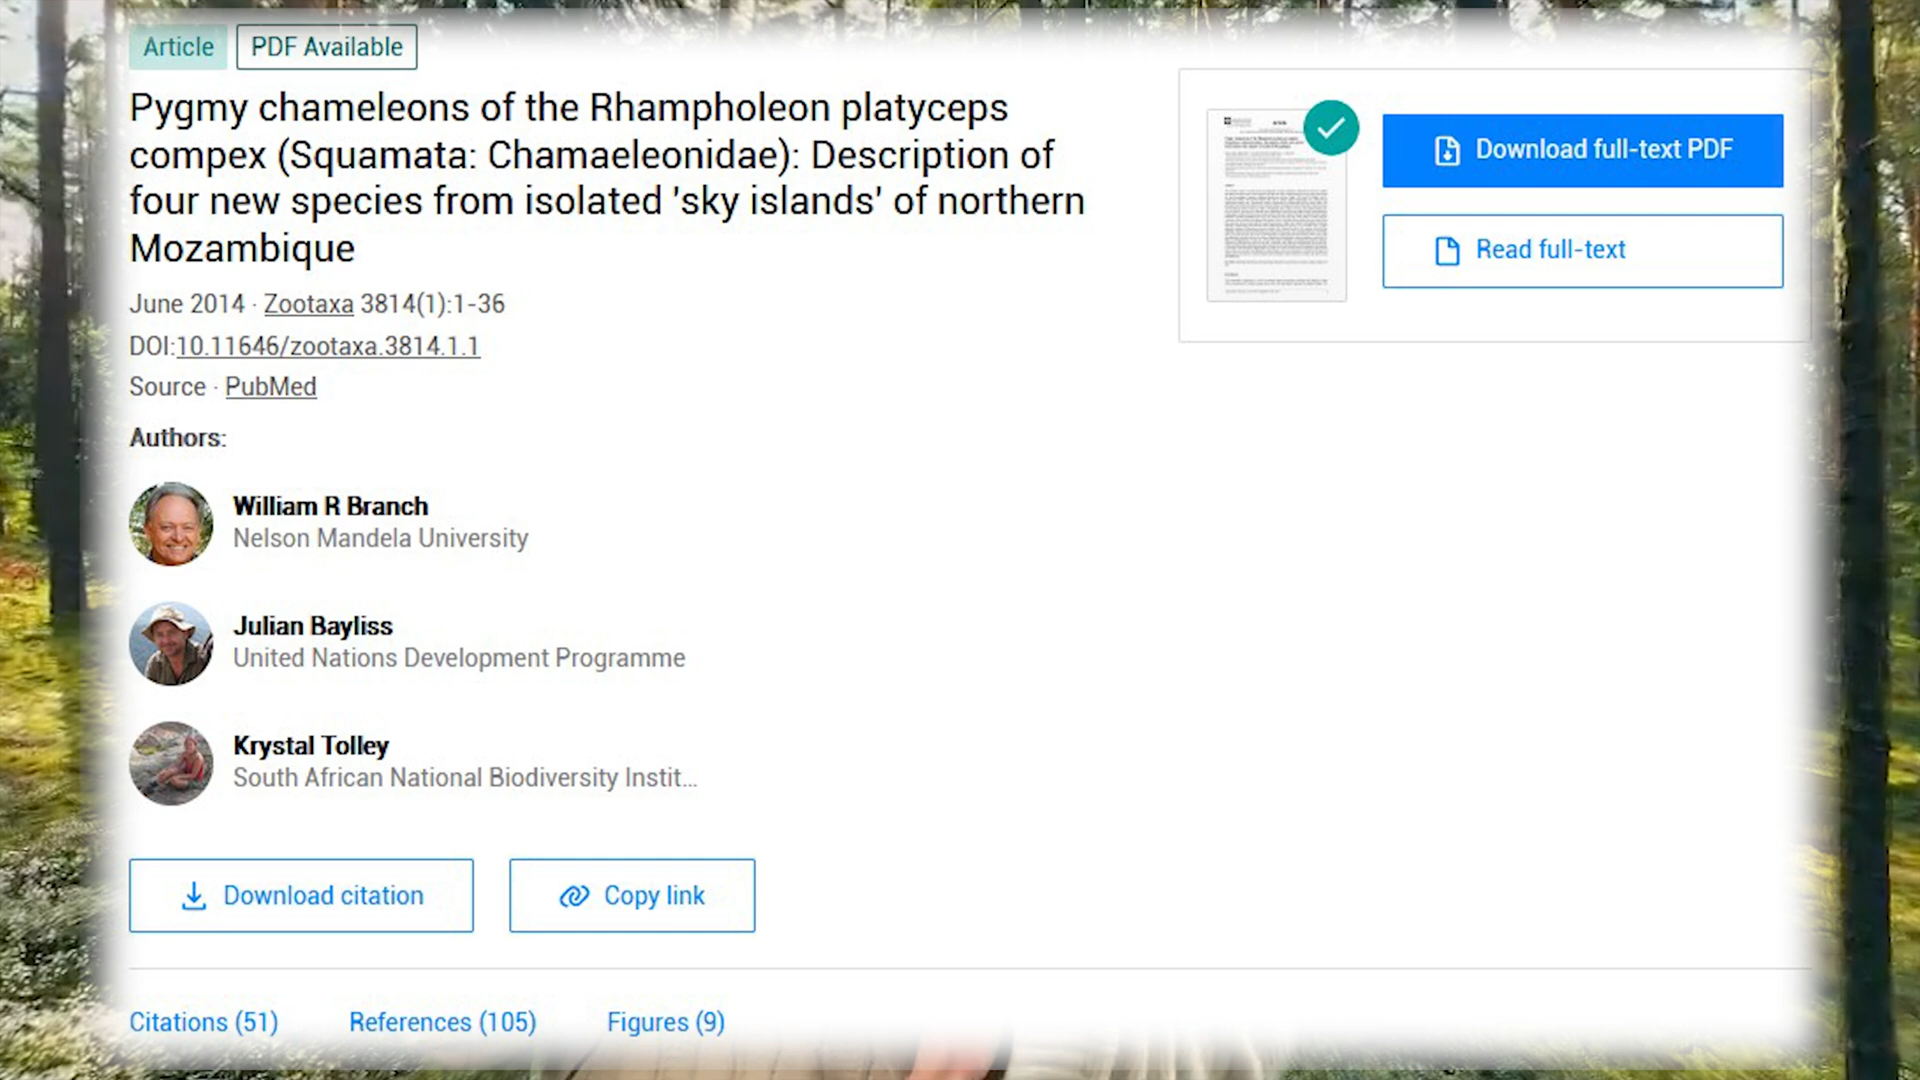 Article PDF Available
Pygmy chameleons of the Rhampholeon platyceps
compex (Squamata: Chamaeleonidae): Description of
four new species from isolated 'sky islands' of northern
Mozambique
June 2014 · Zootaxa 3814(1):1-36
DOI:10.11646/zootaxa.3814.1.1
Source · PubMed
Authors:
William R Branch
Nelson Mandela University
Julian Bayliss
United Nations Development Programme
Krystal Tolley
South African National Biodiversity Instit...
Download citation Copy link
Citations (51) References (105) Figures (9)
Download full-text PDF
Read full-text